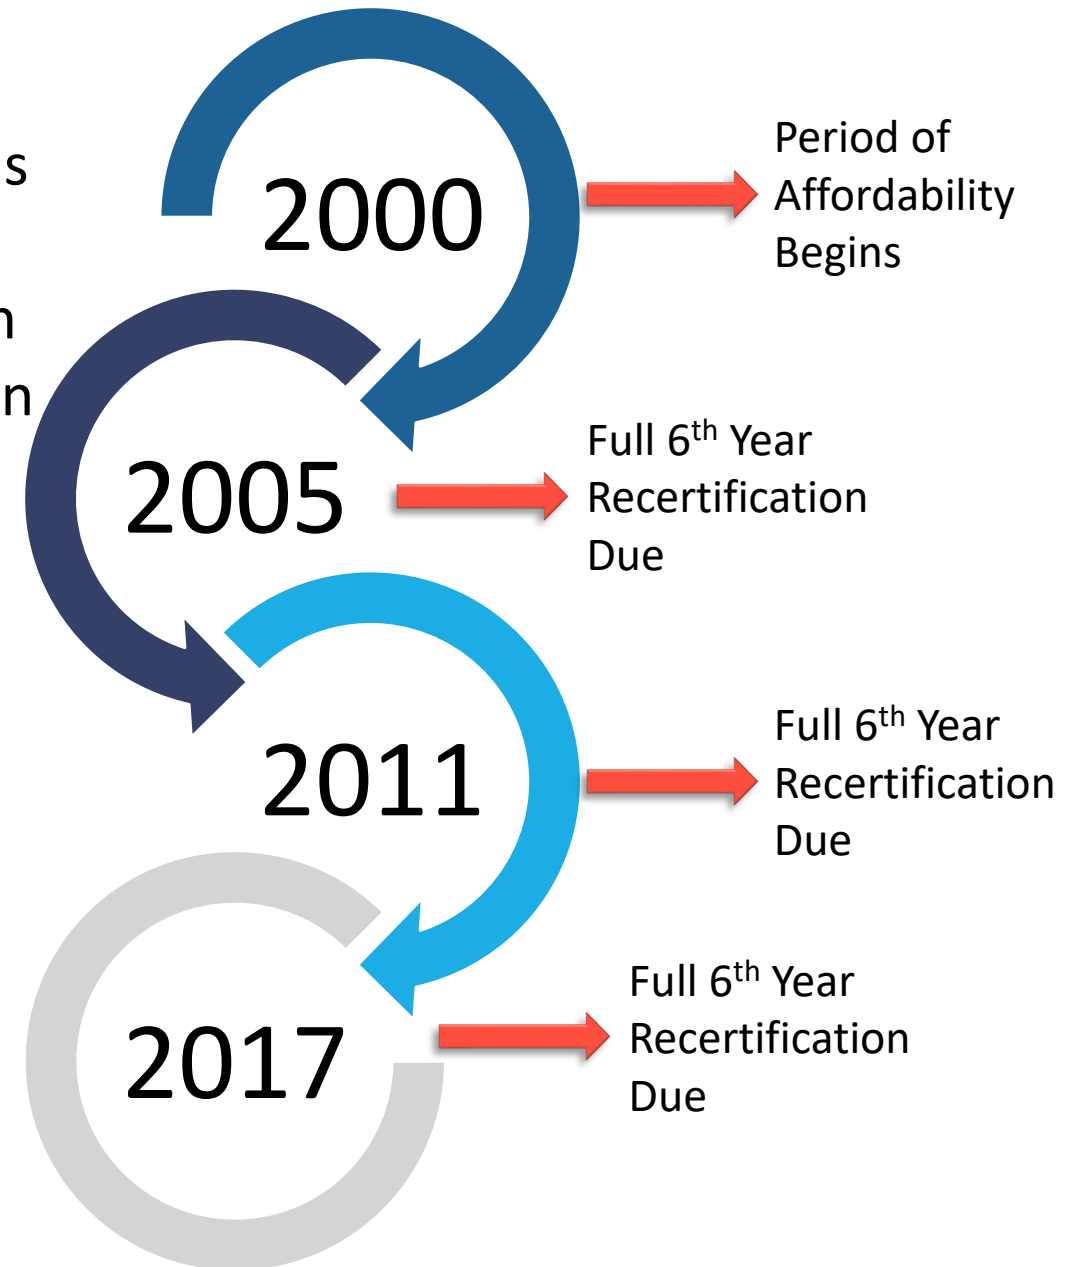 s
2000
Period of
Affordability
Begins
n
n
2005
Full 6th Year
Recertification
Due
2011
Full 6th Year
Recertification
Due
2017
Full 6th Year
Recertification
Due